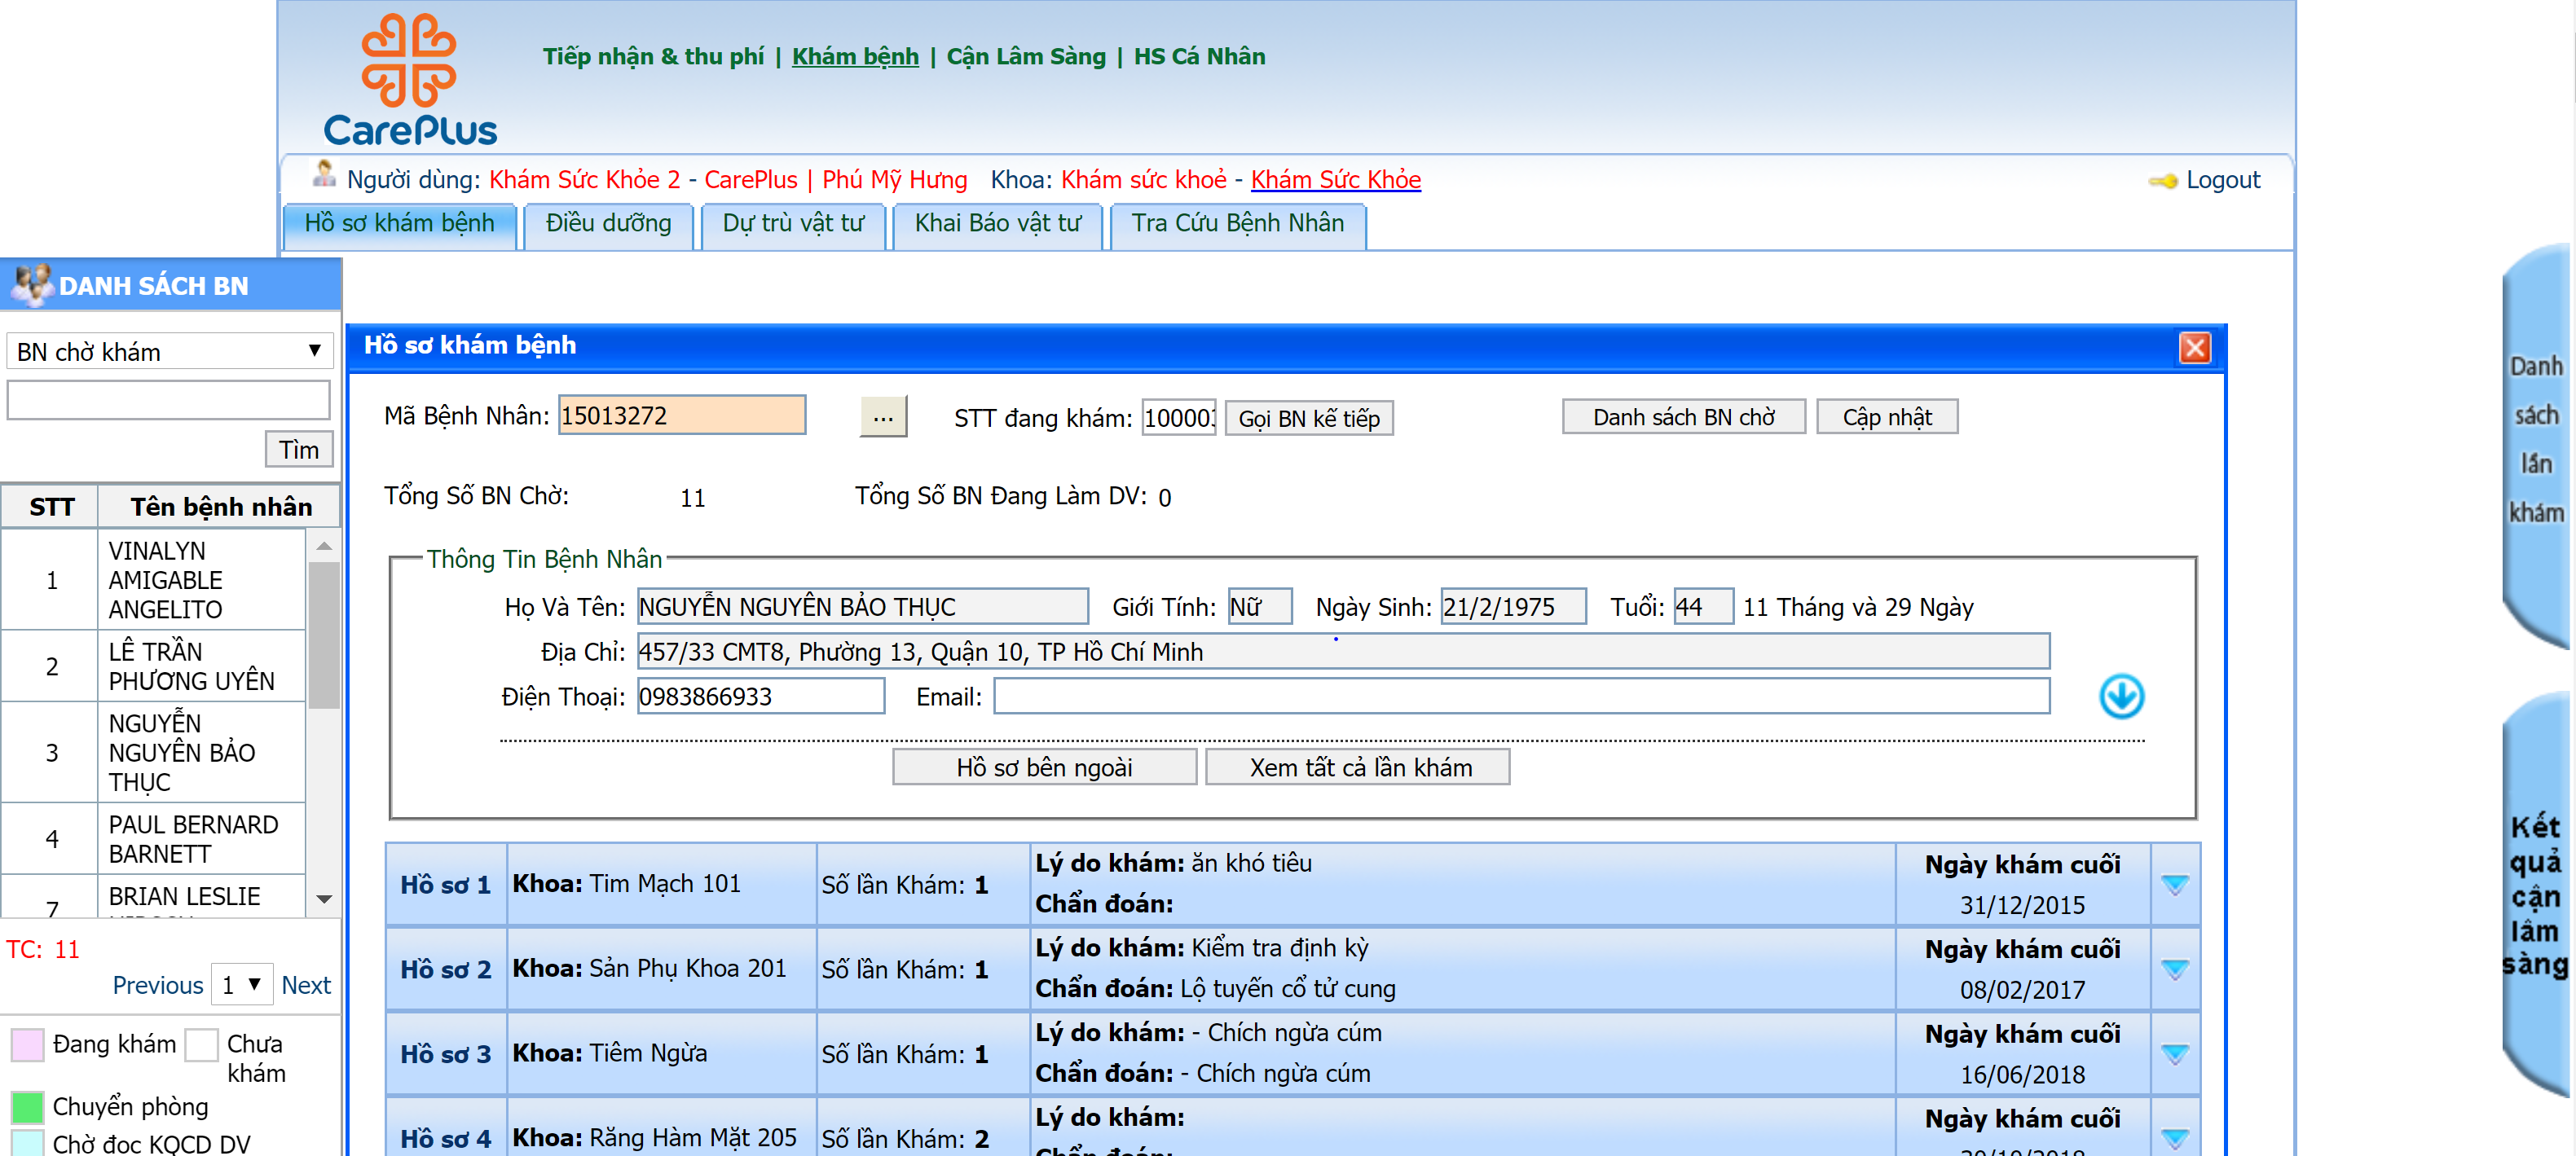 CarePlus
Tiếp nhận & thu phí | Khám bệnh | Cận Lâm Sàng | HS Cá Nhân
Người dùng: Khám Sức Khỏe 2 - CarePlus | Phú Mỹ Hưng Khoa: Khám sức khoẻ - Khám Sức Khỏe
Logout
Hồ sơ khám bệnh
Điều dưỡng
Dự trù vật tư
Khai Báo vật tư
Tra Cứu Bệnh Nhân
DANH SÁCH BN
BN chờ khám
Tìm
STT Tên bệnh nhân
1 VINALYN
AMIGABLE
ANGELITO
2 LÊ TRẦN
PHƯƠNG UYÊN
3 NGUYỄN
NGUYÊN BẢO
THỤC
4 PAUL BERNARD
BARNETT
7 BRIAN LESLIE
TC: 11
Previous 1 Next
Đang khám
Chưa
khám
Chuyển phòng
Chờ đọc KQCD DV
Hồ sơ khám bệnh
Mã Bệnh Nhân: 15013272 ... STT đang khám: 10000 Gọi BN kế tiếp Danh sách BN chờ Cập nhật
Tổng Số BN Chờ: 11 Tổng Số BN Đang Làm DV: 0
Thông Tin Bệnh Nhân
Họ Và Tên: NGUYỄN NGUYÊN BẢO THỤC Giới Tính: Nữ Ngày Sinh: 21/2/1975 Tuổi: 44 11 Tháng và 29 Ngày
Địa Chỉ: 457/33 CMT8, Phường 13, Quận 10, TP Hồ Chí Minh
Điện Thoại: 0983866933 Email:
Hồ sơ bên ngoài Xem tất cả lần khám
Hồ sơ 1 Khoa: Tim Mạch 101 Số lần Khám: 1 Lý do khám: ăn khó tiêu
Chẩn đoán:
Ngày khám cuối
31/12/2015
Hồ sơ 2 Khoa: Sản Phụ Khoa 201 Số lần Khám: 1 Lý do khám: Kiểm tra định kỳ
Chẩn đoán: Lộ tuyến cổ tử cung
Ngày khám cuối
08/02/2017
Hồ sơ 3 Khoa: Tiêm Ngừa Số lần Khám: 1 Lý do khám: - Chích ngừa cúm
Chẩn đoán: - Chích ngừa cúm
Ngày khám cuối
16/06/2018
Hồ sơ 4 Khoa: Răng Hàm Mặt 205 Số lần Khám: 2 Lý do khám:
Chẩn đoán:
Ngày khám cuối
Danh
sách
lần
khám
Kết
quả
cận
lâm
sàng